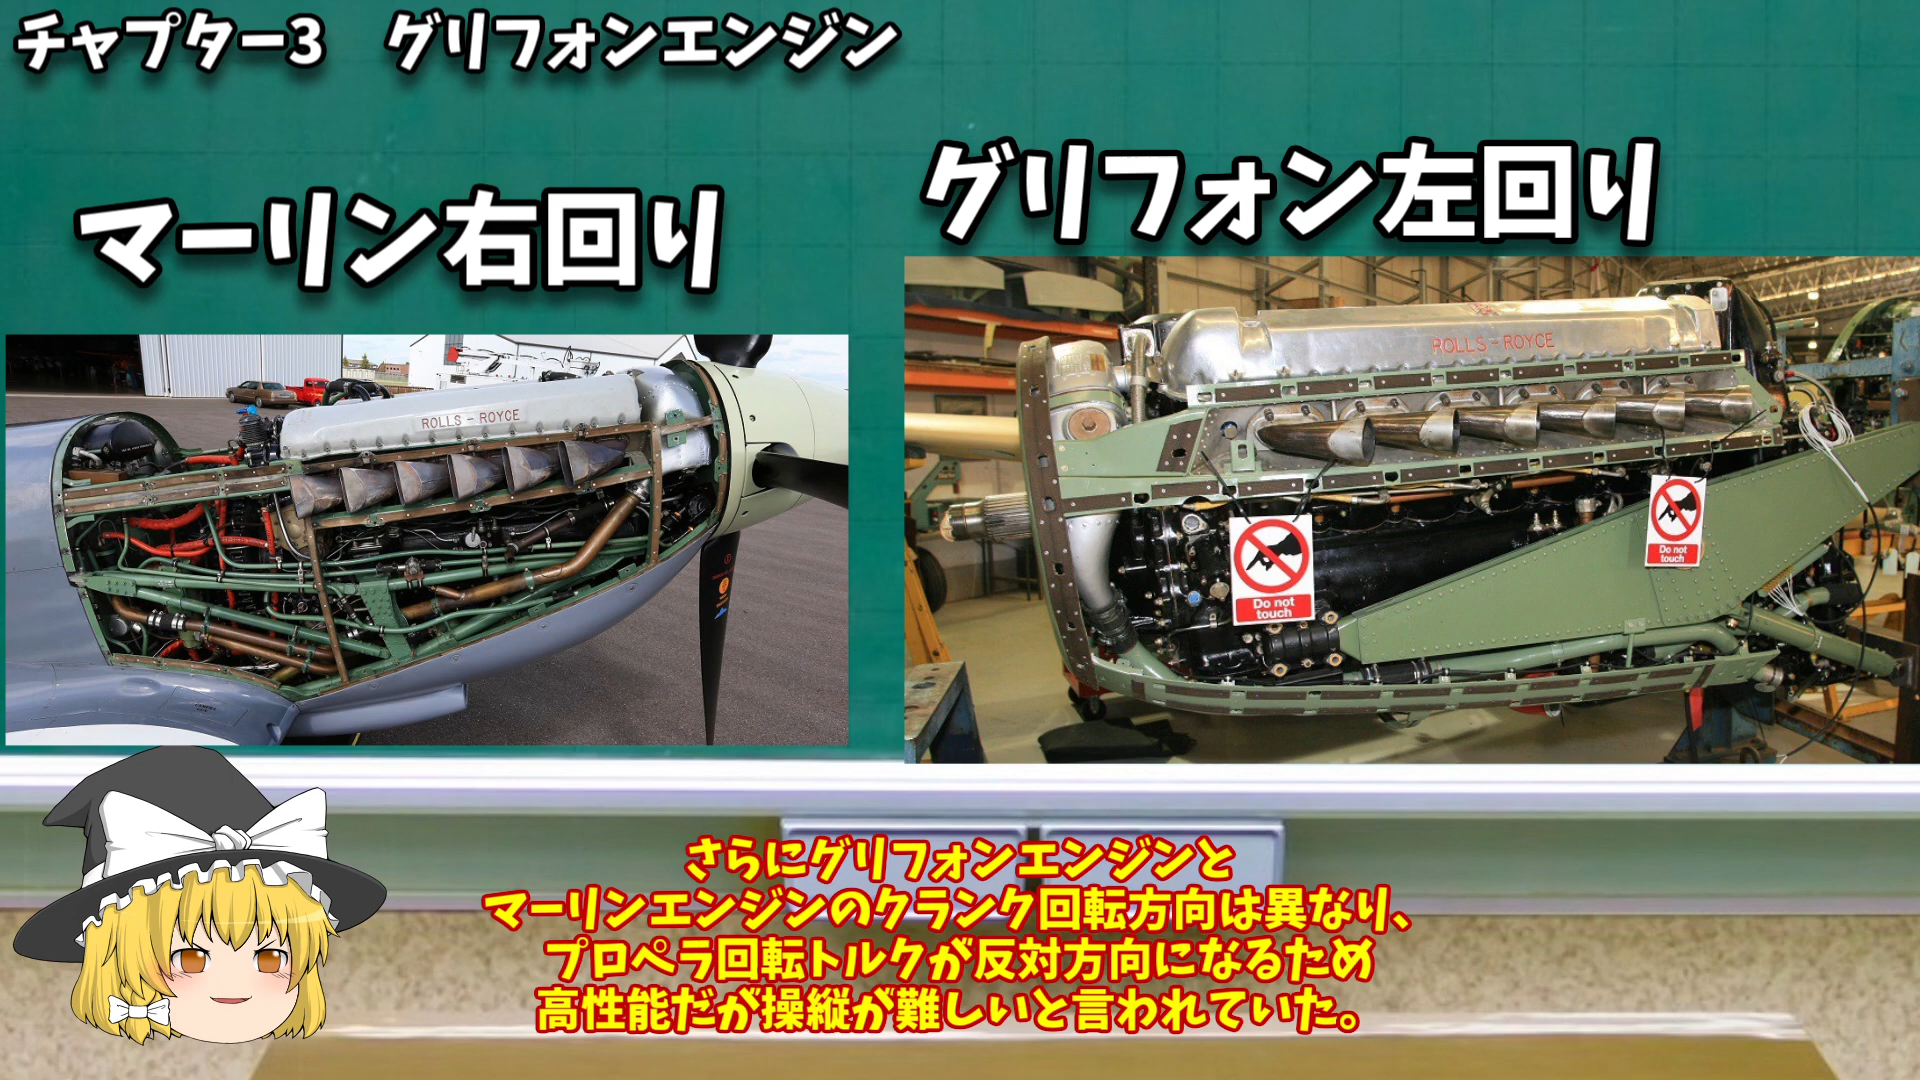 チャプター3　グリフォンエンジン
マーリン右回り
グリフォン左回り
ROLLS-ROYCE
ROLLS-ROYCE
Do not
touch
Do not
touch
さらにグリフォンエンジンと
マーリンエンジンのクランク回転方向は異なり、
プロペラ回転トルクが反対方向になるため
高性能だが操縦が難しいと言われていた。